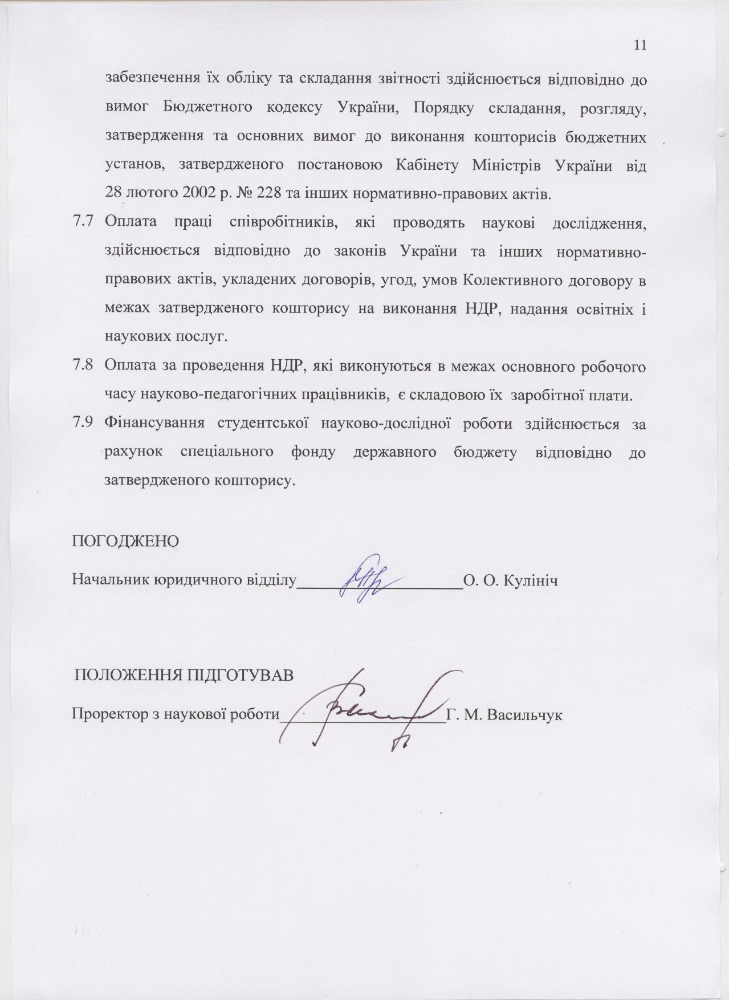 11
забезпечення їх обліку та складання звітності здійснюється відповідно до
вимог Бюджетного кодексу України, Порядку складання, розгляду,
затвердження та основних вимог до виконання кошторисів бюджетних
установ, затвердженого постановою Кабінету Міністрів України від
28 лютого 2002 р. № 228 та інших нормативно-правових актів.
7.7 Оплата праці співробітників, які проводять наукові дослідження,
здійснюється відповідно до законів України та інших нормативно-
правових актів, укладених договорів, угод, умов Колективного договору в
межах затвердженого кошторису на виконання НДР, надання освітніх і
наукових послуг.
7.8 Оплата за проведення НДР, які виконуються в межах основного робочого
часу науково-педагогічних працівників, є складовою їх заробітної плати.
7.9 Фінансування студентської науково-дослідної роботи здійснюється за
рахунок спеціального фонду державного бюджету відповідно до
затвердженого кошторису.
ПОГОДЖЕНО
Начальник юридичного відділу____________________О. О. Кулініч
ПОЛОЖЕННЯ ПІДГОТУВАВ
Проректор з наукової роботи____________________Г. М. Васильчук